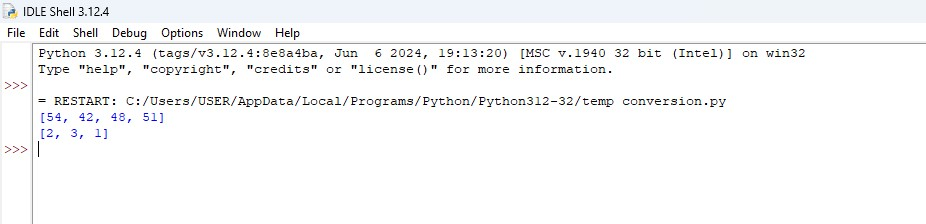 IDLE Shell 3.12.4
File Edit Shell Debug Options Window Help
Python 3.12.4 (tags/v3.12.4:8e8a4ba, Jun  6 2024, 19:13:20) [MSC v.1940 32 bit (Intel)] on win32
Type "help", "copyright", "credits" or "license()" for more information.
>>>
= RESTART: C:/Users/USER/AppData/Local/Programs/Python/Python312-32/temp conversion.py
[54, 42, 48, 51]
[2, 3, 1]
>>>